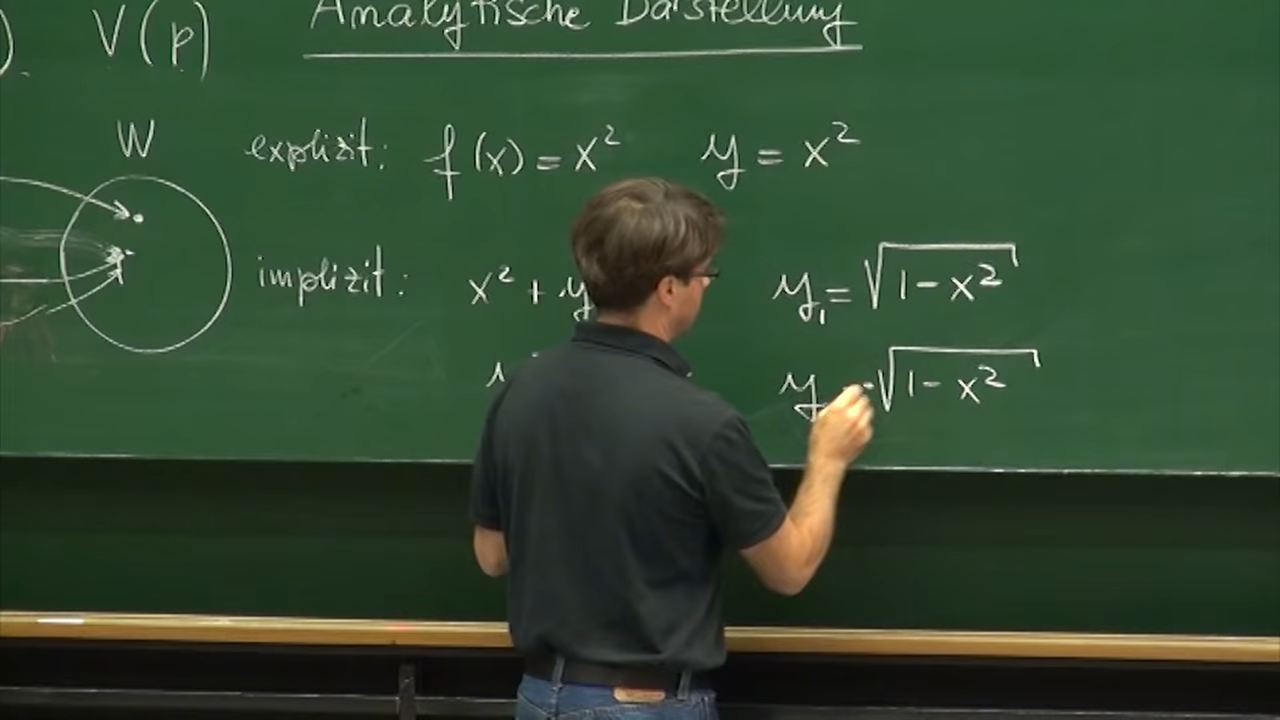 V(p) Analytische Darstellung
W
explizit: f(x) = x² y = x²
implizit: x² + y y₁ = √(1 - x²)
y -√(1 - x²)